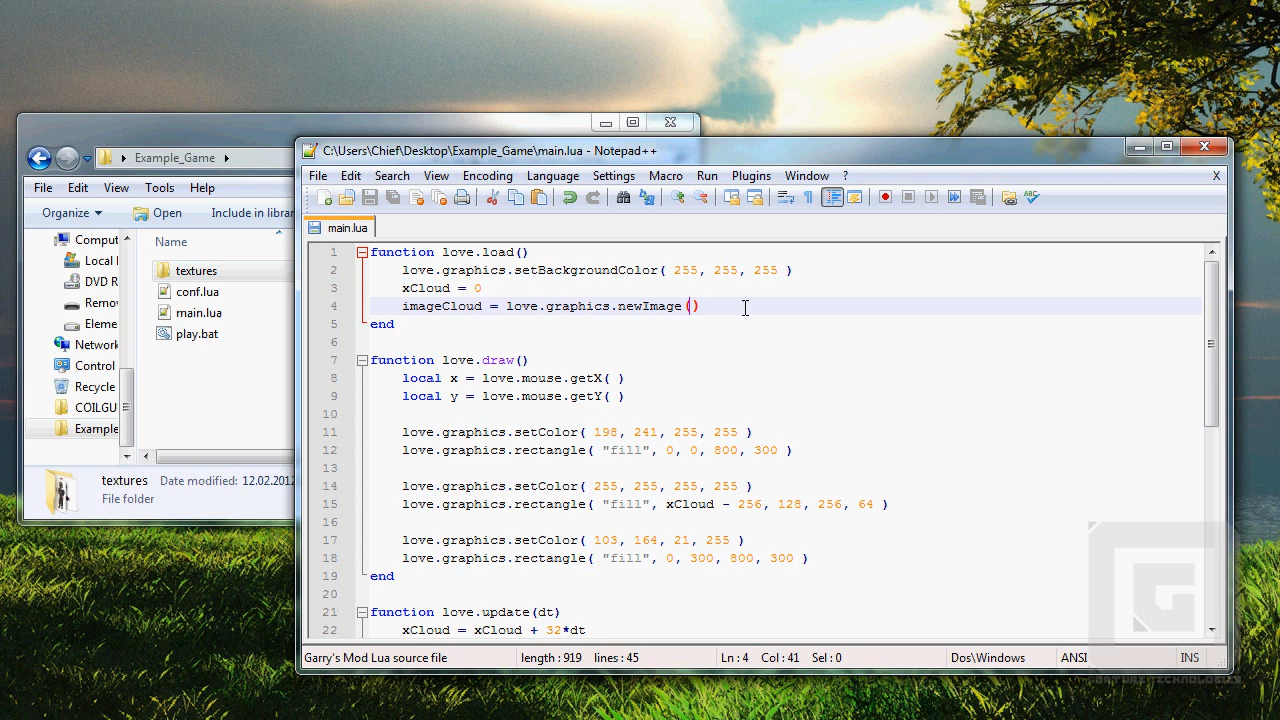 Example_Game
File Edit View Tools Help
Organize Open Include in librar
Comput
Local
DVD R
Remov
Eleme
Network
Control
Recycle
COILGU
Example
Name
textures
conf.lua
main.lua
play.bat
textures Date modified: 12.02.2012
File folder
C:\Users\Chief\Desktop\Example_Game\main.lua - Notepad++
File Edit Search View Encoding Language Settings Macro Run Plugins Window ? X
main.lua
1 function love.load()
2 love.graphics.setBackgroundColor( 255, 255, 255 )
3 xCloud = 0
4 imageCloud = love.graphics.newImage()
5 end
6
7 function love.draw()
8 local x = love.mouse.getX( )
9 local y = love.mouse.getY( )
10
11 love.graphics.setColor( 198, 241, 255, 255 )
12 love.graphics.rectangle( "fill", 0, 0, 800, 300 )
13
14 love.graphics.setColor( 255, 255, 255, 255 )
15 love.graphics.rectangle( "fill", xCloud - 256, 128, 256, 64 )
16
17 love.graphics.setColor( 103, 164, 21, 255 )
18 love.graphics.rectangle( "fill", 0, 300, 800, 300 )
19 end
20
21 function love.update(dt)
22 xCloud = xCloud + 32*dt
Garry's Mod Lua source file length : 919 lines : 45 Ln : 4 Col : 41 Sel : 0 Dos\Windows ANSI INS